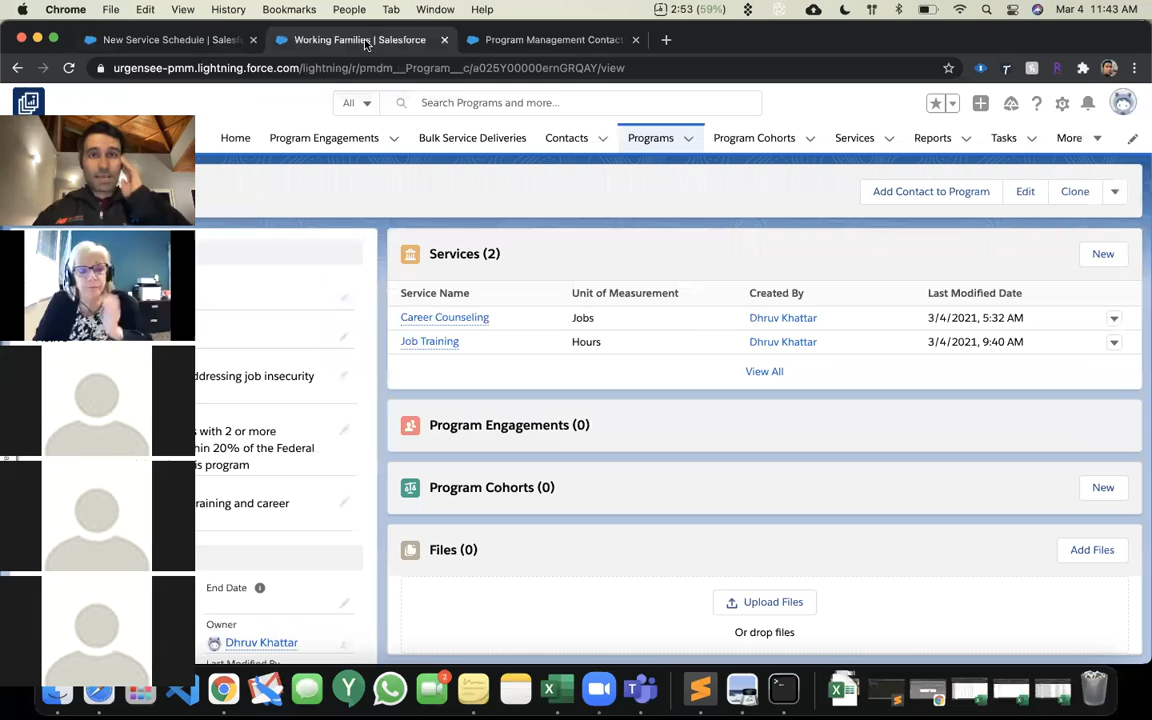 Chrome File Edit View History Bookmarks People Tab Window Help 2:53 (59%) Mar 4 11:43 AM
New Service Schedule | Salesf Working Families | Salesforce Program Management Contac
urgensee-pmm.lightning.force.com/lightning/r/pmdm__Program__c/a025Y00000ernGRQAY/view
All Search Programs and more...
Home Program Engagements Bulk Service Deliveries Contacts Programs Program Cohorts Services Reports Tasks More
Add Contact to Program Edit Clone
Services (2) New
Service Name Unit of Measurement Created By Last Modified Date
Career Counseling Jobs Dhruv Khattar 3/4/2021, 5:32 AM
Job Training Hours Dhruv Khattar 3/4/2021, 9:40 AM
View All
ddressing job insecurity
Program Engagements (0)
s with 2 or more
hin 20% of the Federal
is program
Program Cohorts (0) New
raining and career
Files (0) Add Files
End Date
Upload Files
Or drop files
Owner
Dhruv Khattar
Last Modified By
2